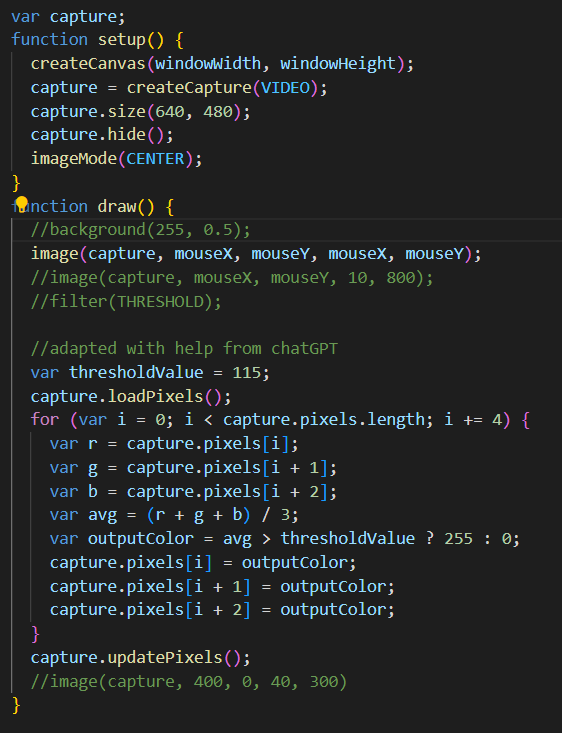 var capture;
function setup() {
  createCanvas(windowWidth, windowHeight);
  capture = createCapture(VIDEO);
  capture.size(640, 480);
  capture.hide();
  imageMode(CENTER);
}
function draw() {
  //background(255, 0.5);
  image(capture, mouseX, mouseY, mouseX, mouseY);
  //image(capture, mouseX, mouseY, 10, 800);
  //filter(THRESHOLD);

  //adapted with help from chatGPT
  var thresholdValue = 115;
  capture.loadPixels();
  for (var i = 0; i < capture.pixels.length; i += 4) {
    var r = capture.pixels[i];
    var g = capture.pixels[i + 1];
    var b = capture.pixels[i + 2];
    var avg = (r + g + b) / 3;
    var outputColor = avg > thresholdValue ? 255 : 0;
    capture.pixels[i] = outputColor;
    capture.pixels[i + 1] = outputColor;
    capture.pixels[i + 2] = outputColor;
  }
  capture.updatePixels();
  //image(capture, 400, 0, 40, 300)
}